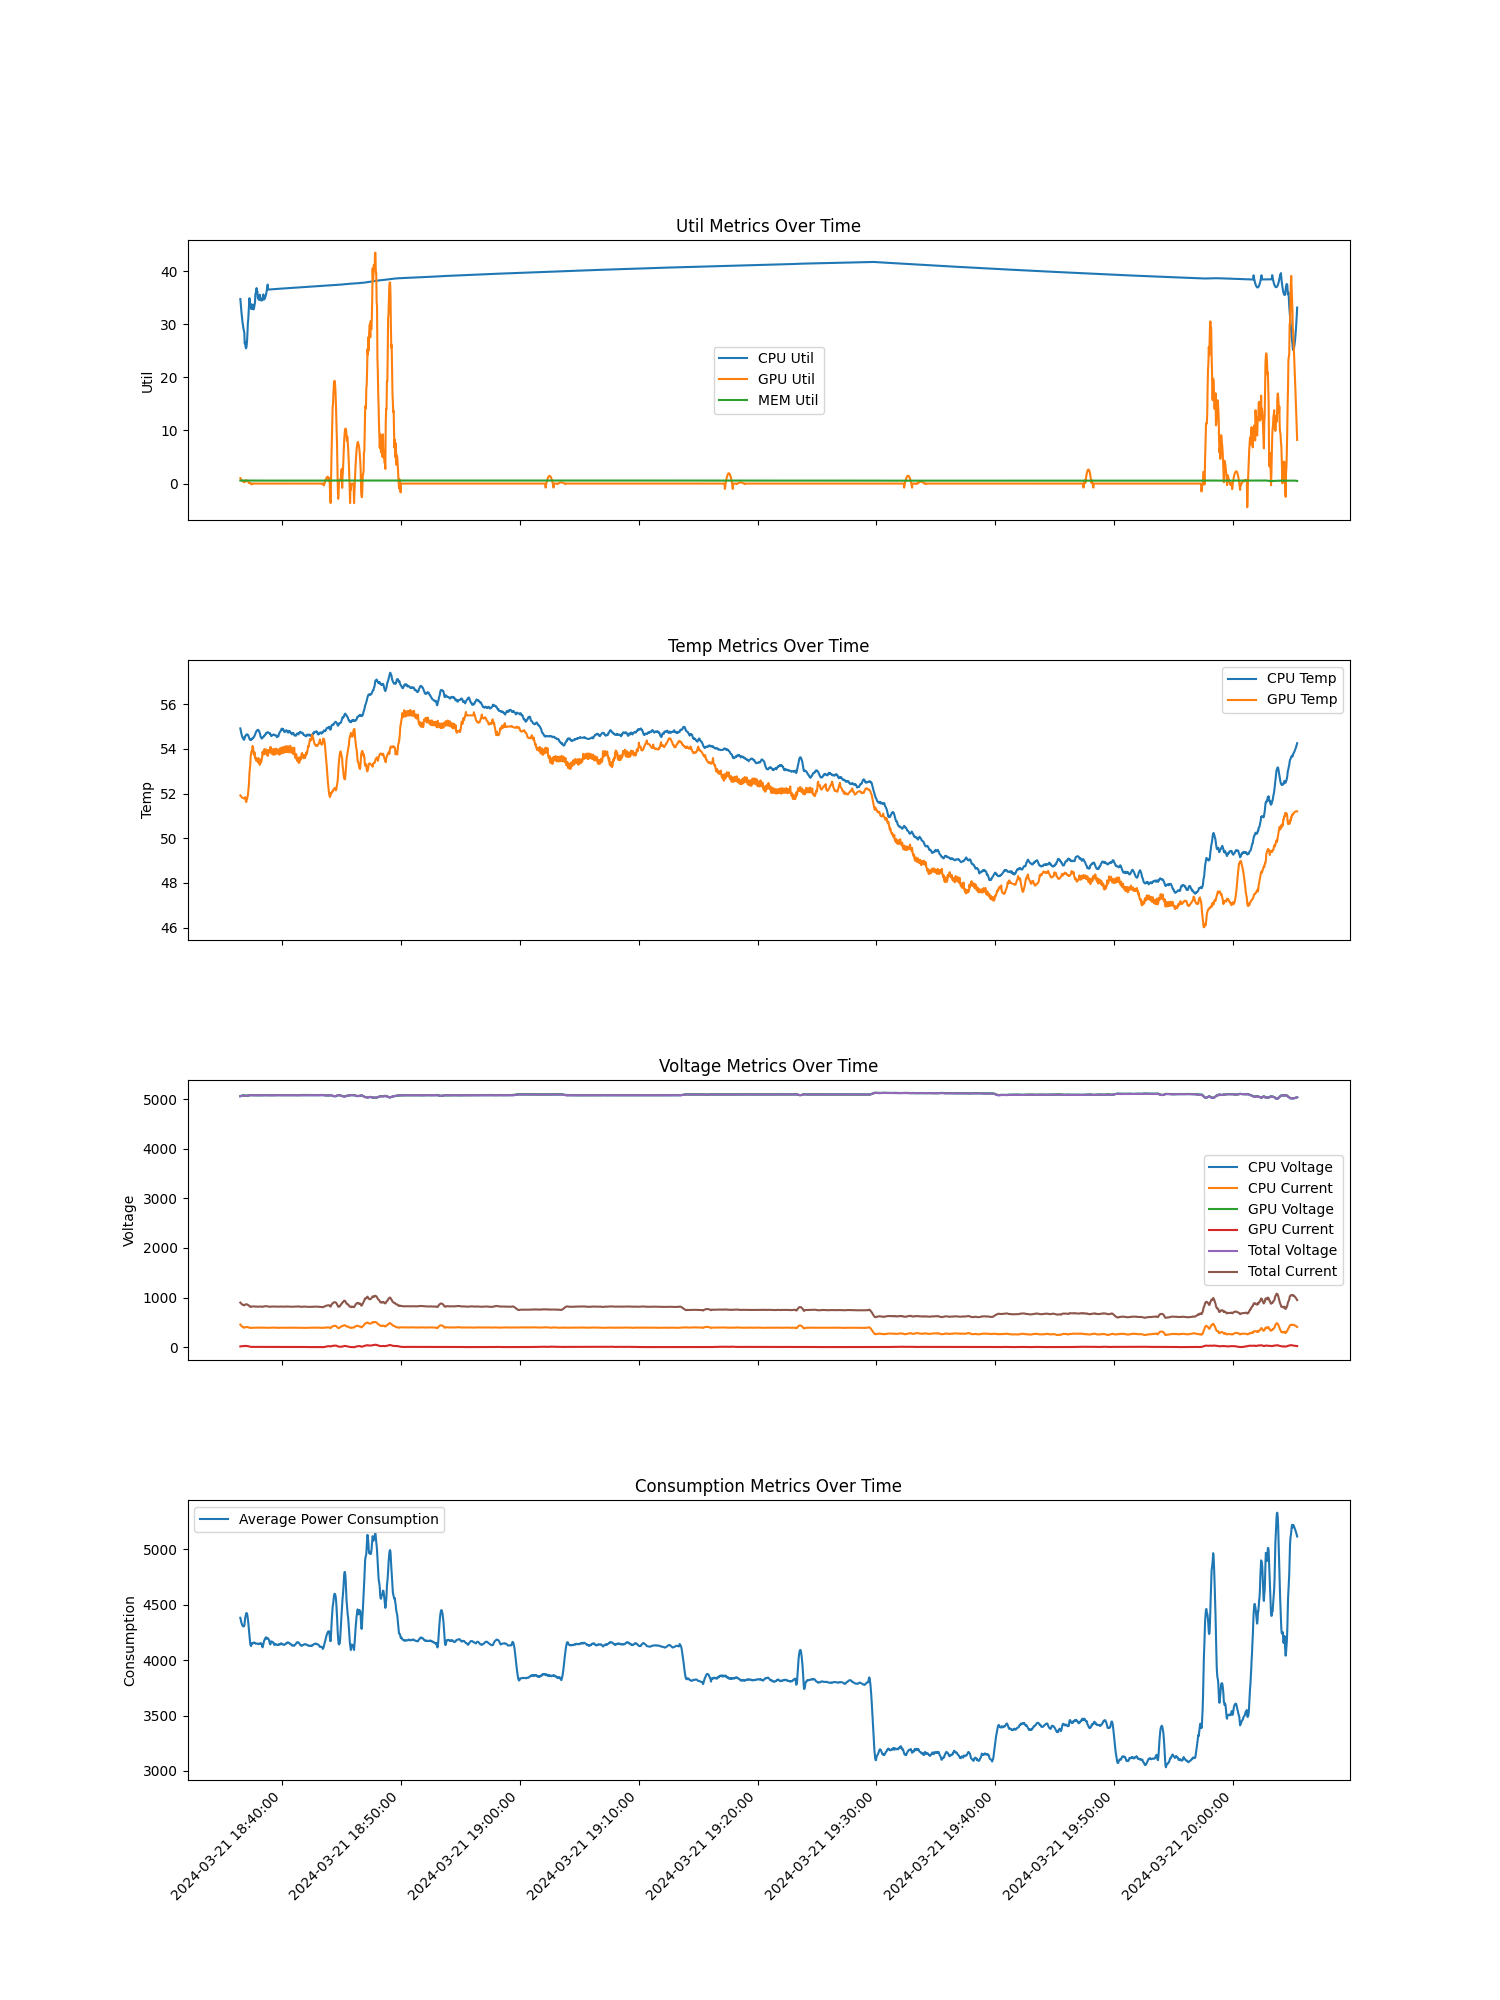 Util Metrics Over Time
Util
40
30
20
10
0
CPU Util
GPU Util
MEM Util
Temp Metrics Over Time
Temp
56
54
52
50
48
46
CPU Temp
GPU Temp
Voltage Metrics Over Time
Voltage
5000
4000
3000
2000
1000
0
CPU Voltage
CPU Current
GPU Voltage
GPU Current
Total Voltage
Total Current
Consumption Metrics Over Time
Consumption
5000
4500
4000
3500
3000
Average Power Consumption
2024-03-21 18:40:00
2024-03-21 18:50:00
2024-03-21 19:00:00
2024-03-21 19:10:00
2024-03-21 19:20:00
2024-03-21 19:30:00
2024-03-21 19:40:00
2024-03-21 19:50:00
2024-03-21 20:00:00